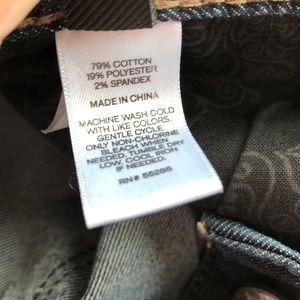 79% COTTON
19% POLYESTER
2% SPANDEX
MADE IN CHINA
MACHINE WASH COLD
WITH LIKE COLORS.
GENTLE CYCLE.
ONLY NON-CHLORINE
BLEACH WHEN
NEEDED. TUMBLE DRY
LOW. COOL IRON
IF NEEDED.
RN# 55285